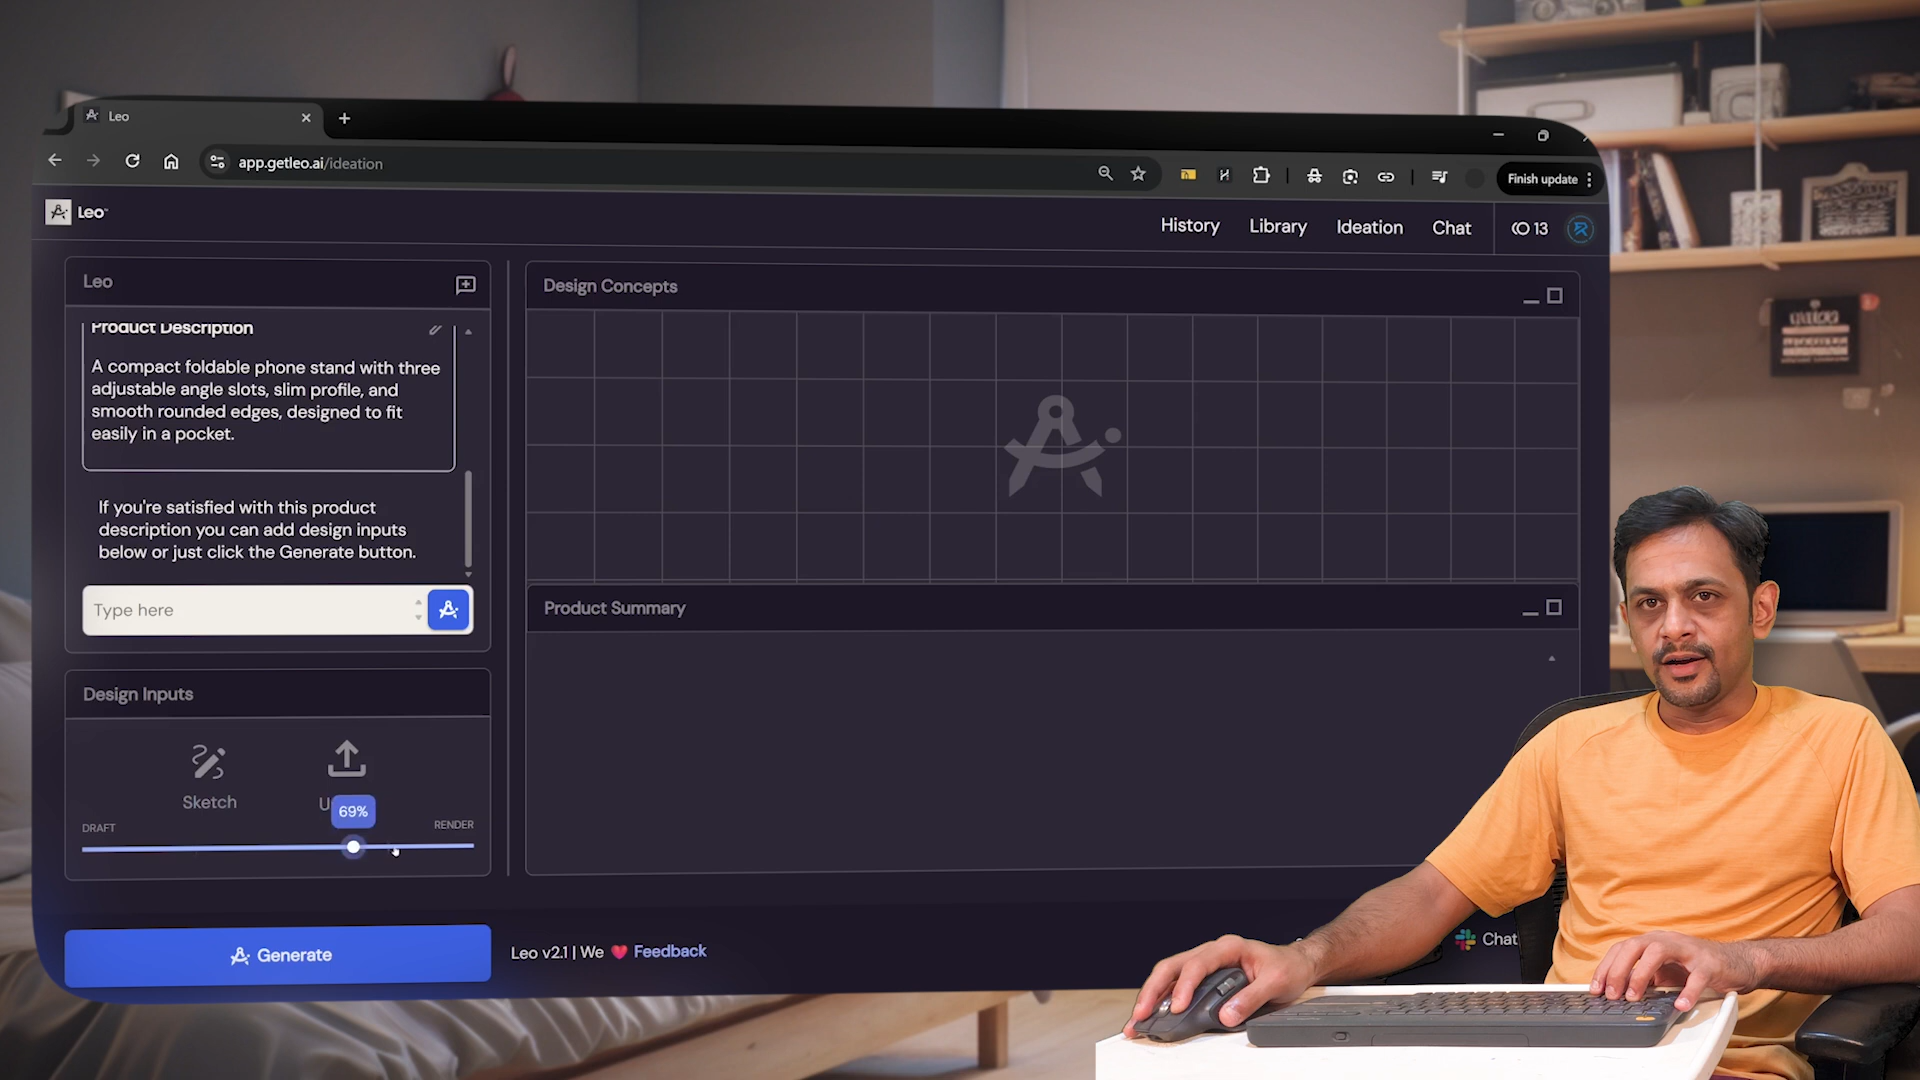 Leo
app.getleo.ai/ideation
Finish update
Leo
History
Library
Ideation
Chat
13
Leo
Product Description
A compact foldable phone stand with three
adjustable angle slots, slim profile, and
smooth rounded edges, designed to fit
easily in a pocket.
If you're satisfied with this product
description you can add design inputs
below or just click the Generate button.
Type here
Design Inputs
Sketch
U
69%
DRAFT
RENDER
Generate
Design Concepts
Product Summary
Leo v2.1 | We ❤ Feedback
Chat